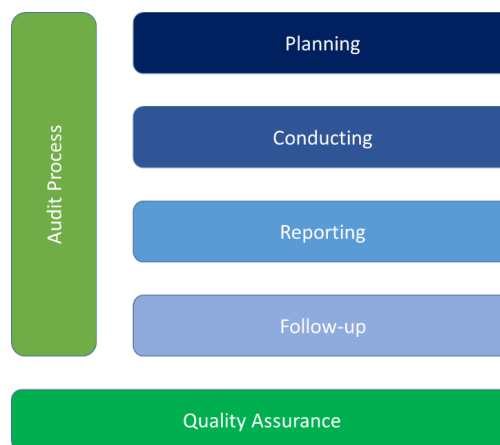 Audit Process
Planning
Conducting
Reporting
Follow-up
Quality Assurance